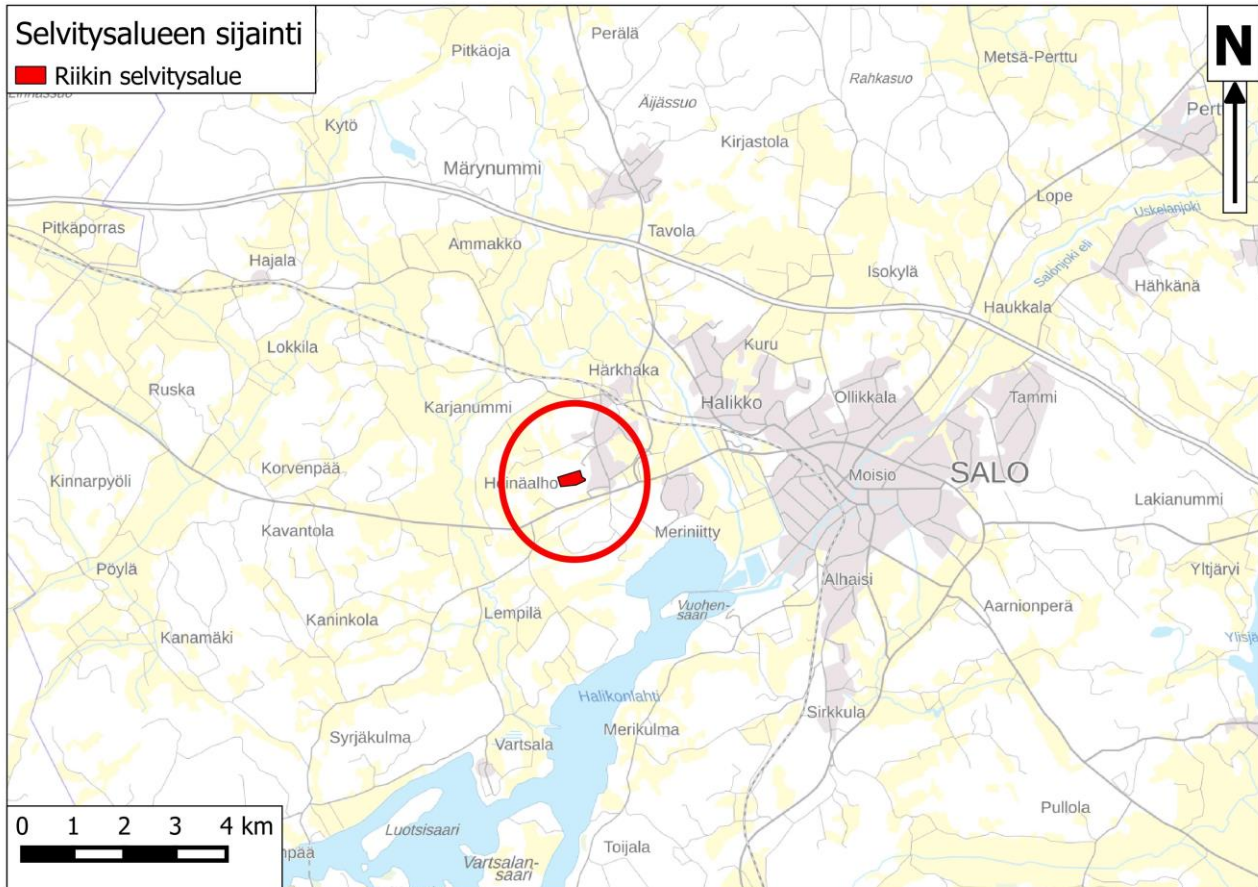 Selvitysalueen sijainti
Riikin selvitysalue
N
Pitkäoja
Perälä
Metsä-Perttu
Rahkasuo
Äijässuo
Kytö
Kirjastola
Märynummi
Lope
Uskelanjoki
Pitkäporras
Tavola
Ammakko
Hajala
Isokylä
Salonjoki eli
Hähkänä
Haukkala
Lokkila
Kuru
Härkhaka
Ruska
Karjanummi
Halikko
Ollikkala
Tammi
Korvenpää
Kinnarpyöli
Heinäalho
Moisio
SALO
Lakianummi
Kavantola
Meriniitty
Pöylä
Alhaisi
Yltjärvi
Kaninkola
Lempilä
Vuohen-
saari
Aarnionperä
Kanamäki
Halikonlahti
Sirkkula
Syrjäkulma
Vartsala
Merikulma
Pullola
0 1 2 3 4 km
Luotsisaari
Vartsalan-
saari
Toijala